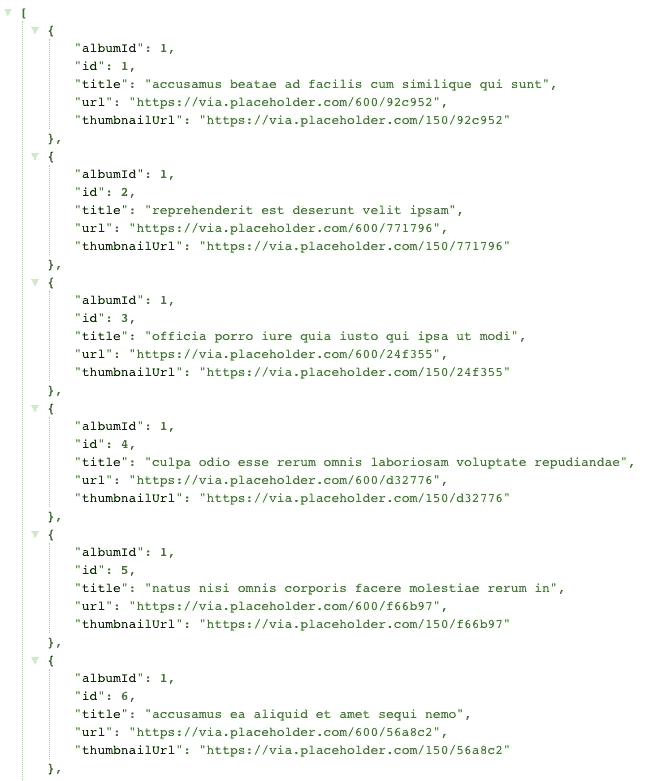 [
{
"albumId": 1,
"id": 1,
"title": "accusamus beatae ad facilis cum similique qui sunt",
"url": "https://via.placeholder.com/600/92c952",
"thumbnailUrl": "https://via.placeholder.com/150/92c952"
},
{
"albumId": 1,
"id": 2,
"title": "reprehenderit est deserunt velit ipsam",
"url": "https://via.placeholder.com/600/771796",
"thumbnailUrl": "https://via.placeholder.com/150/771796"
},
{
"albumId": 1,
"id": 3,
"title": "officia porro iure quia iusto qui ipsa ut modi",
"url": "https://via.placeholder.com/600/24f355",
"thumbnailUrl": "https://via.placeholder.com/150/24f355"
},
{
"albumId": 1,
"id": 4,
"title": "culpa odio esse rerum omnis laboriosam voluptate repudiandae",
"url": "https://via.placeholder.com/600/d32776",
"thumbnailUrl": "https://via.placeholder.com/150/d32776"
},
{
"albumId": 1,
"id": 5,
"title": "natus nisi omnis corporis facere molestiae rerum in",
"url": "https://via.placeholder.com/600/f66b97",
"thumbnailUrl": "https://via.placeholder.com/150/f66b97"
},
{
"albumId": 1,
"id": 6,
"title": "accusamus ea aliquid et amet sequi nemo",
"url": "https://via.placeholder.com/600/56a8c2",
"thumbnailUrl": "https://via.placeholder.com/150/56a8c2"
},